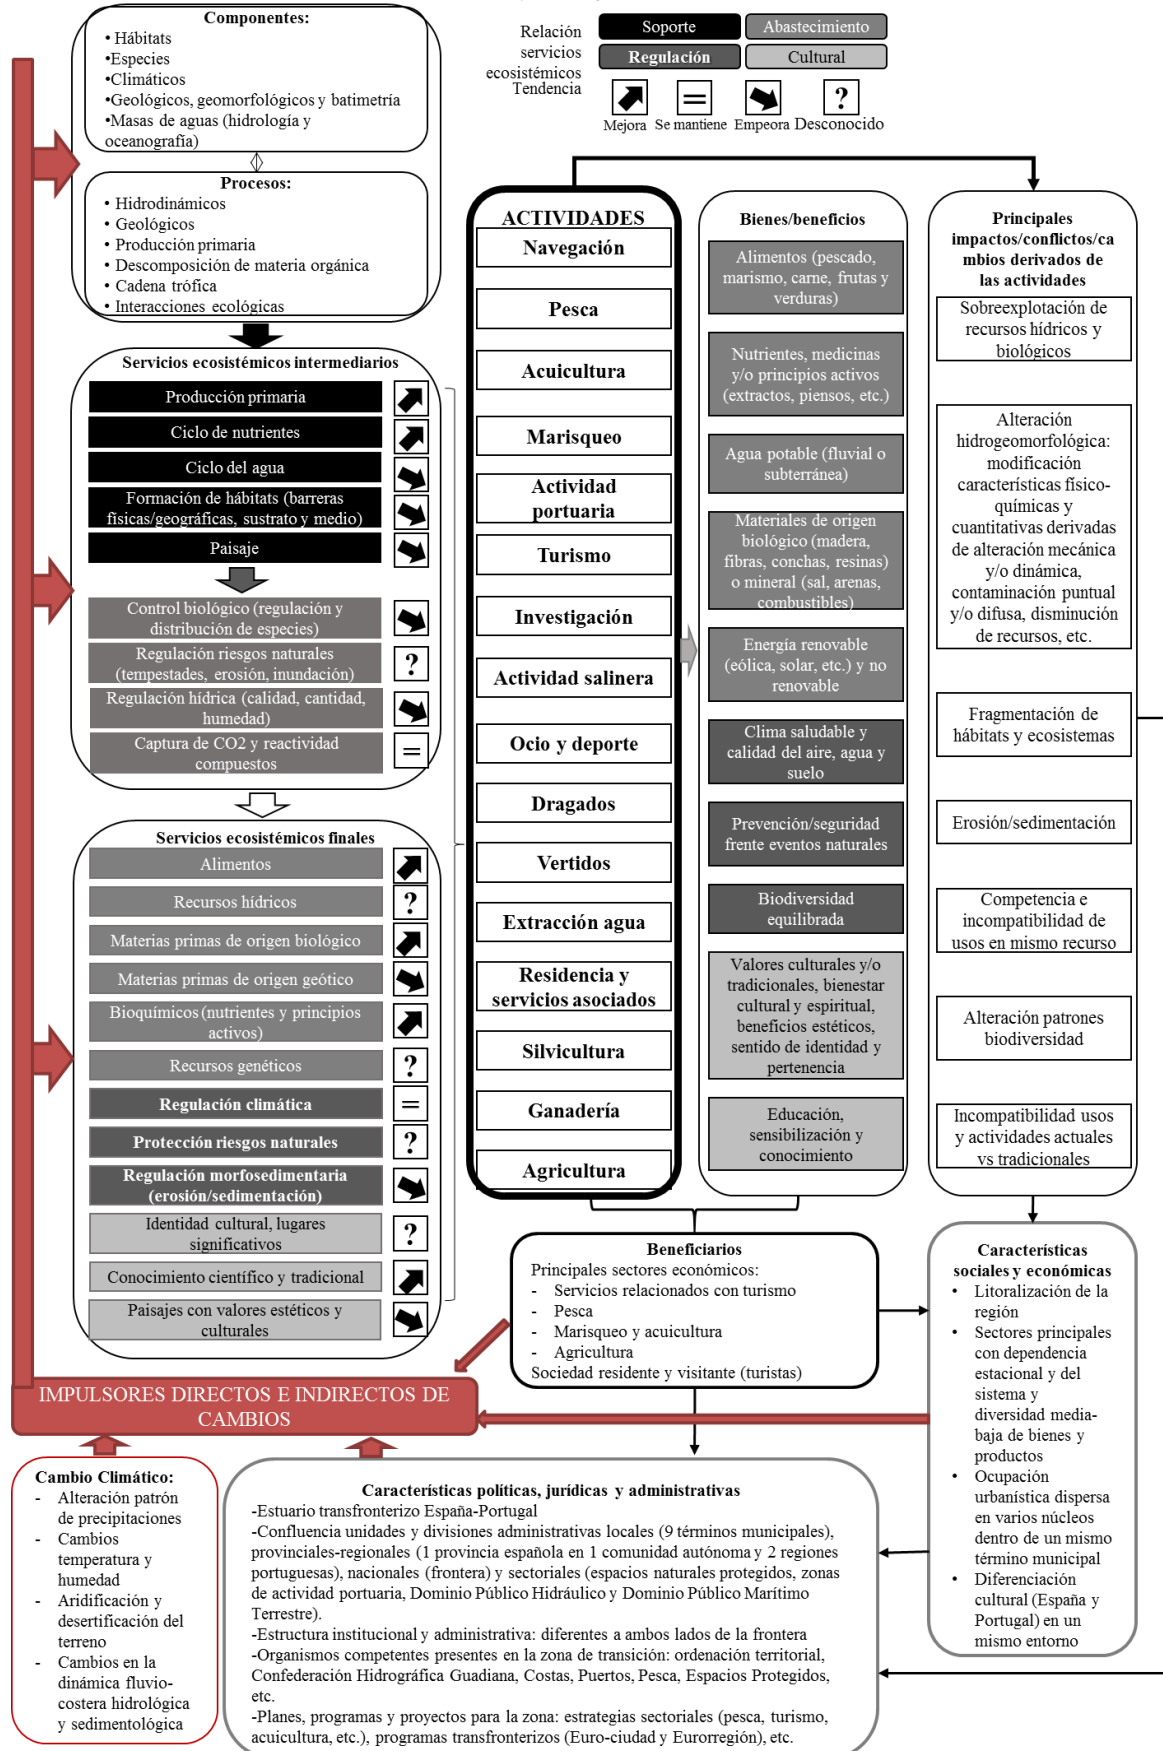 Componentes:
• Hábitats
•Especies
•Climáticos
•Geológicos, geomorfológicos y batimetría
•Masas de aguas (hidrología y
oceanografía)
Procesos:
• Hidrodinámicos
• Geológicos
• Producción primaria
• Descomposición de materia orgánica
• Cadena trófica
• Interacciones ecológicas
Relación
servicios
ecosistémicos
Tendencia
Soporte
Abastecimiento
Regulación
Cultural
=
?
Mejora
Se mantiene
Empeora
Desconocido
Servicios ecosistémicos intermediarios
Producción primaria
Ciclo de nutrientes
Ciclo del agua
Formación de hábitats (barreras
físicas/geográficas, sustrato y medio)
Paisaje
Control biológico (regulación y
distribución de especies)
Regulación riesgos naturales
(tempestades, erosión, inundación)
?
Regulación hídrica (calidad, cantidad,
humedad)
Captura de CO2 y reactividad
compuestos
=
Servicios ecosistémicos finales
Alimentos
Recursos hídricos
?
Materias primas de origen biológico
Materias primas de origen geótico
Bioquímicos (nutrientes y principios
activos)
Recursos genéticos
?
Regulación climática
=
Protección riesgos naturales
?
Regulación morfosedimentaria
(erosión/sedimentación)
Identidad cultural, lugares
significativos
?
Conocimiento científico y tradicional
Paisajes con valores estéticos y
culturales
ACTIVIDADES
Navegación
Pesca
Acuicultura
Marisqueo
Actividad
portuaria
Turismo
Investigación
Actividad salinera
Ocio y deporte
Dragados
Vertidos
Extracción agua
Residencia y
servicios asociados
Silvicultura
Ganadería
Agricultura
Bienes/beneficios
Alimentos (pescado,
marismo, carne, frutas y
verduras)
Nutrientes, medicinas
y/o principios activos
(extractos, piensos, etc.)
Agua potable (fluvial o
subterránea)
Materiales de origen
biológico (madera,
fibras, conchas, resinas)
o mineral (sal, arenas,
combustibles)
Energía renovable
(eólica, solar, etc.) y no
renovable
Clima saludable y
calidad del aire, agua y
suelo
Prevención/seguridad
frente eventos naturales
Biodiversidad
equilibrada
Valores culturales y/o
tradicionales, bienestar
cultural y espiritual,
beneficios estéticos,
sentido de identidad y
pertenencia
Educación,
sensibilización y
conocimiento
Principales
impactos/conflictos/ca
mbios derivados de
las actividades
Sobreexplotación de
recursos hídricos y
biológicos
Alteración
hidrogeomorfológica:
modificación
características físico-
químicas y
cuantitativas derivadas
de alteración mecánica
y/o dinámica,
contaminación puntual
y/o difusa, disminución
de recursos, etc.
Fragmentación de
hábitats y ecosistemas
Erosión/sedimentación
Competencia e
incompatibilidad de
usos en mismo recurso
Alteración patrones
biodiversidad
Incompatibilidad usos
y actividades actuales
vs tradicionales
Beneficiarios
Principales sectores económicos:
- Servicios relacionados con turismo
- Pesca
- Marisqueo y acuicultura
- Agricultura
Sociedad residente y visitante (turistas)
Características
sociales y económicas
• Litoralización de la
región
• Sectores principales
con dependencia
estacional y del
sistema y
diversidad media-
baja de bienes y
productos
• Ocupación
urbanística dispersa
en varios núcleos
dentro de un mismo
término municipal
• Diferenciación
cultural (España y
Portugal) en un
mismo entorno
IMPULSORES DIRECTOS E INDIRECTOS DE
CAMBIOS
Cambio Climático:
- Alteración patrón
de precipitaciones
- Cambios
temperatura y
humedad
- Aridificación y
desertificación del
terreno
- Cambios en la
dinámica fluvio-
costera hidrológica
y sedimentológica
Características políticas, jurídicas y administrativas
-Estuario transfronterizo España-Portugal
-Confluencia unidades y divisiones administrativas locales (9 términos municipales),
provinciales-regionales (1 provincia española en 1 comunidad autónoma y 2 regiones
portuguesas), nacionales (frontera) y sectoriales (espacios naturales protegidos, zonas
de actividad portuaria, Dominio Público Hidráulico y Dominio Público Marítimo
Terrestre).
-Estructura institucional y administrativa: diferentes a ambos lados de la frontera
-Organismos competentes presentes en la zona de transición: ordenación territorial,
Confederación Hidrográfica Guadiana, Costas, Puertos, Pesca, Espacios Protegidos,
etc.
-Planes, programas y proyectos para la zona: estrategias sectoriales (pesca, turismo,
acuicultura, etc.), programas transfronterizos (Euro-ciudad y Eurorregión), etc.